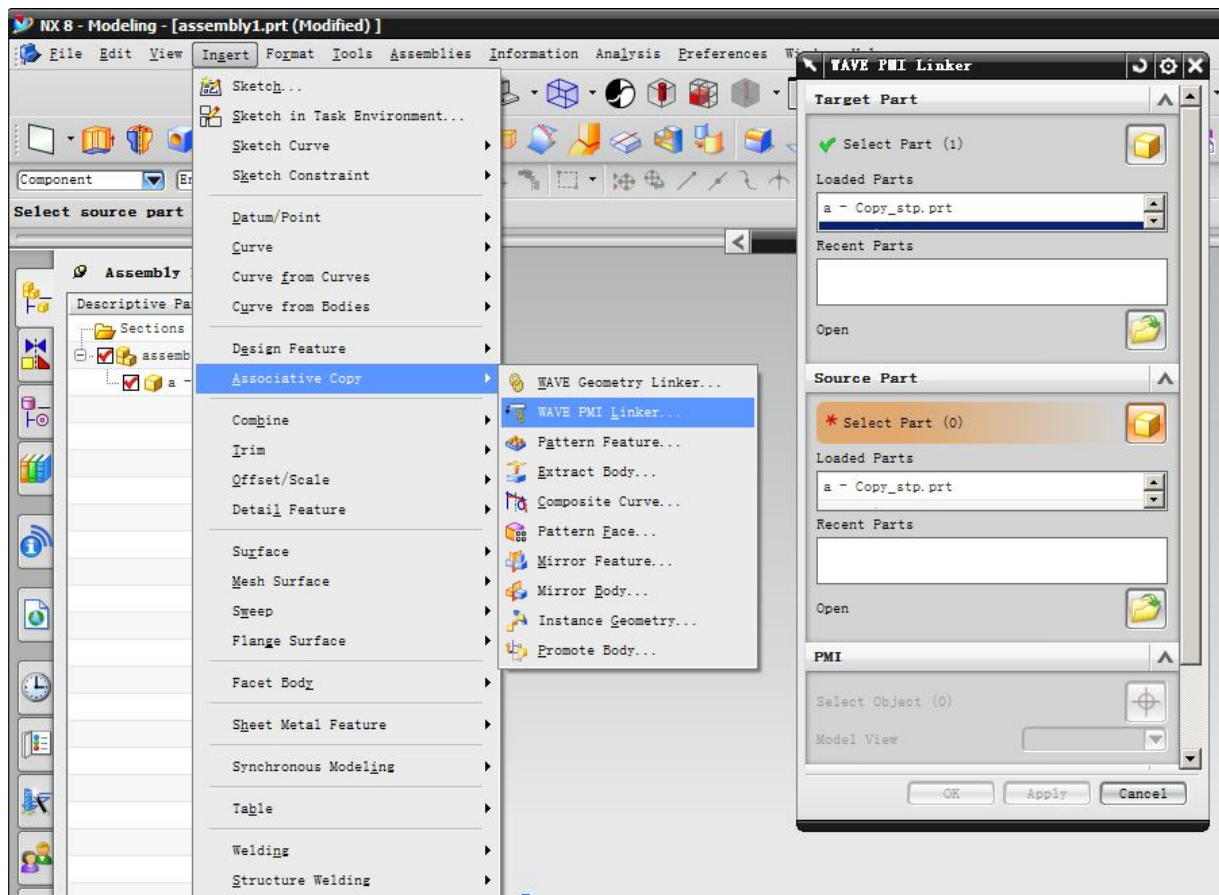 NX 8 - Modeling - [assembly1.prt (Modified) ]
File Edit View Insert Format Tools Assemblies Information Analysis Preferences
Component
Select source part
Assembly
Descriptive Pa
Sections
assemb
a -
Sketch...
Sketch in Task Environment...
Sketch Curve
Sketch Constraint
Datum/Point
Curve
Curve from Curves
Curve from Bodies
Design Feature
Associative Copy
Combine
Trim
Offset/Scale
Detail Feature
Surface
Mesh Surface
Sweep
Flange Surface
Facet Body
Sheet Metal Feature
Synchronous Modeling
Table
Welding
Structure Welding
WAVE Geometry Linker...
WAVE PMI Linker...
Pattern Feature...
Extract Body...
Composite Curve...
Pattern Face...
Mirror Feature...
Mirror Body...
Instance Geometry...
Promote Body...
WAVE PMI Linker
Target Part
Select Part (1)
Loaded Parts
a - Copy_stp.prt
Recent Parts
Open
Source Part
* Select Part (0)
Loaded Parts
a - Copy_stp.prt
Recent Parts
Open
PMI
Select Object (0)
Model View
OK Apply Cancel